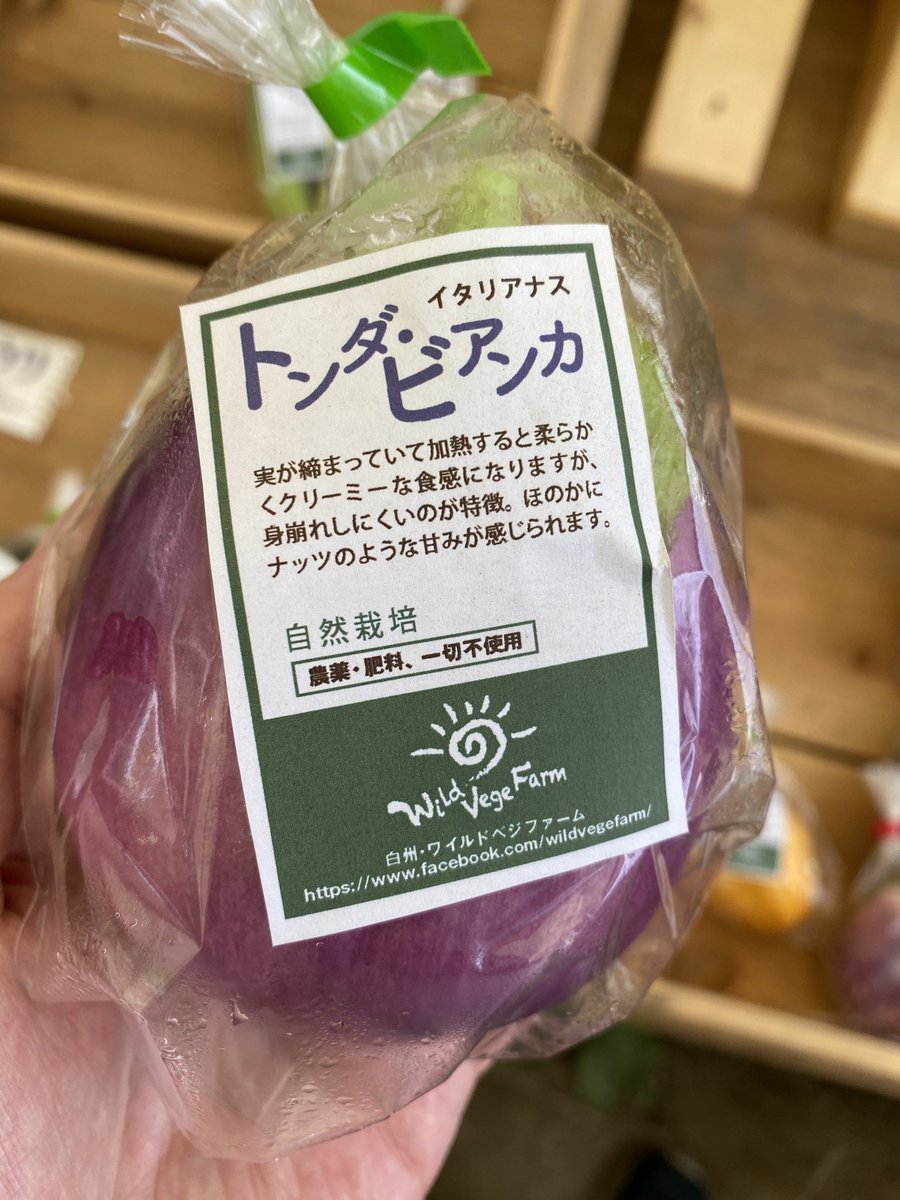 イタリアナス
トンダ・ビアンカ
実が締まっていて加熱すると柔らか
くクリーミーな食感になりますが、
身崩れしにくいのが特徴。ほのかに
ナッツのような甘みが感じられます。
自然栽培
農薬・肥料、一切不使用
Wild Vege Farm
白州・ワイルドベジファーム
https://www.facebook.com/wildvegefarm/